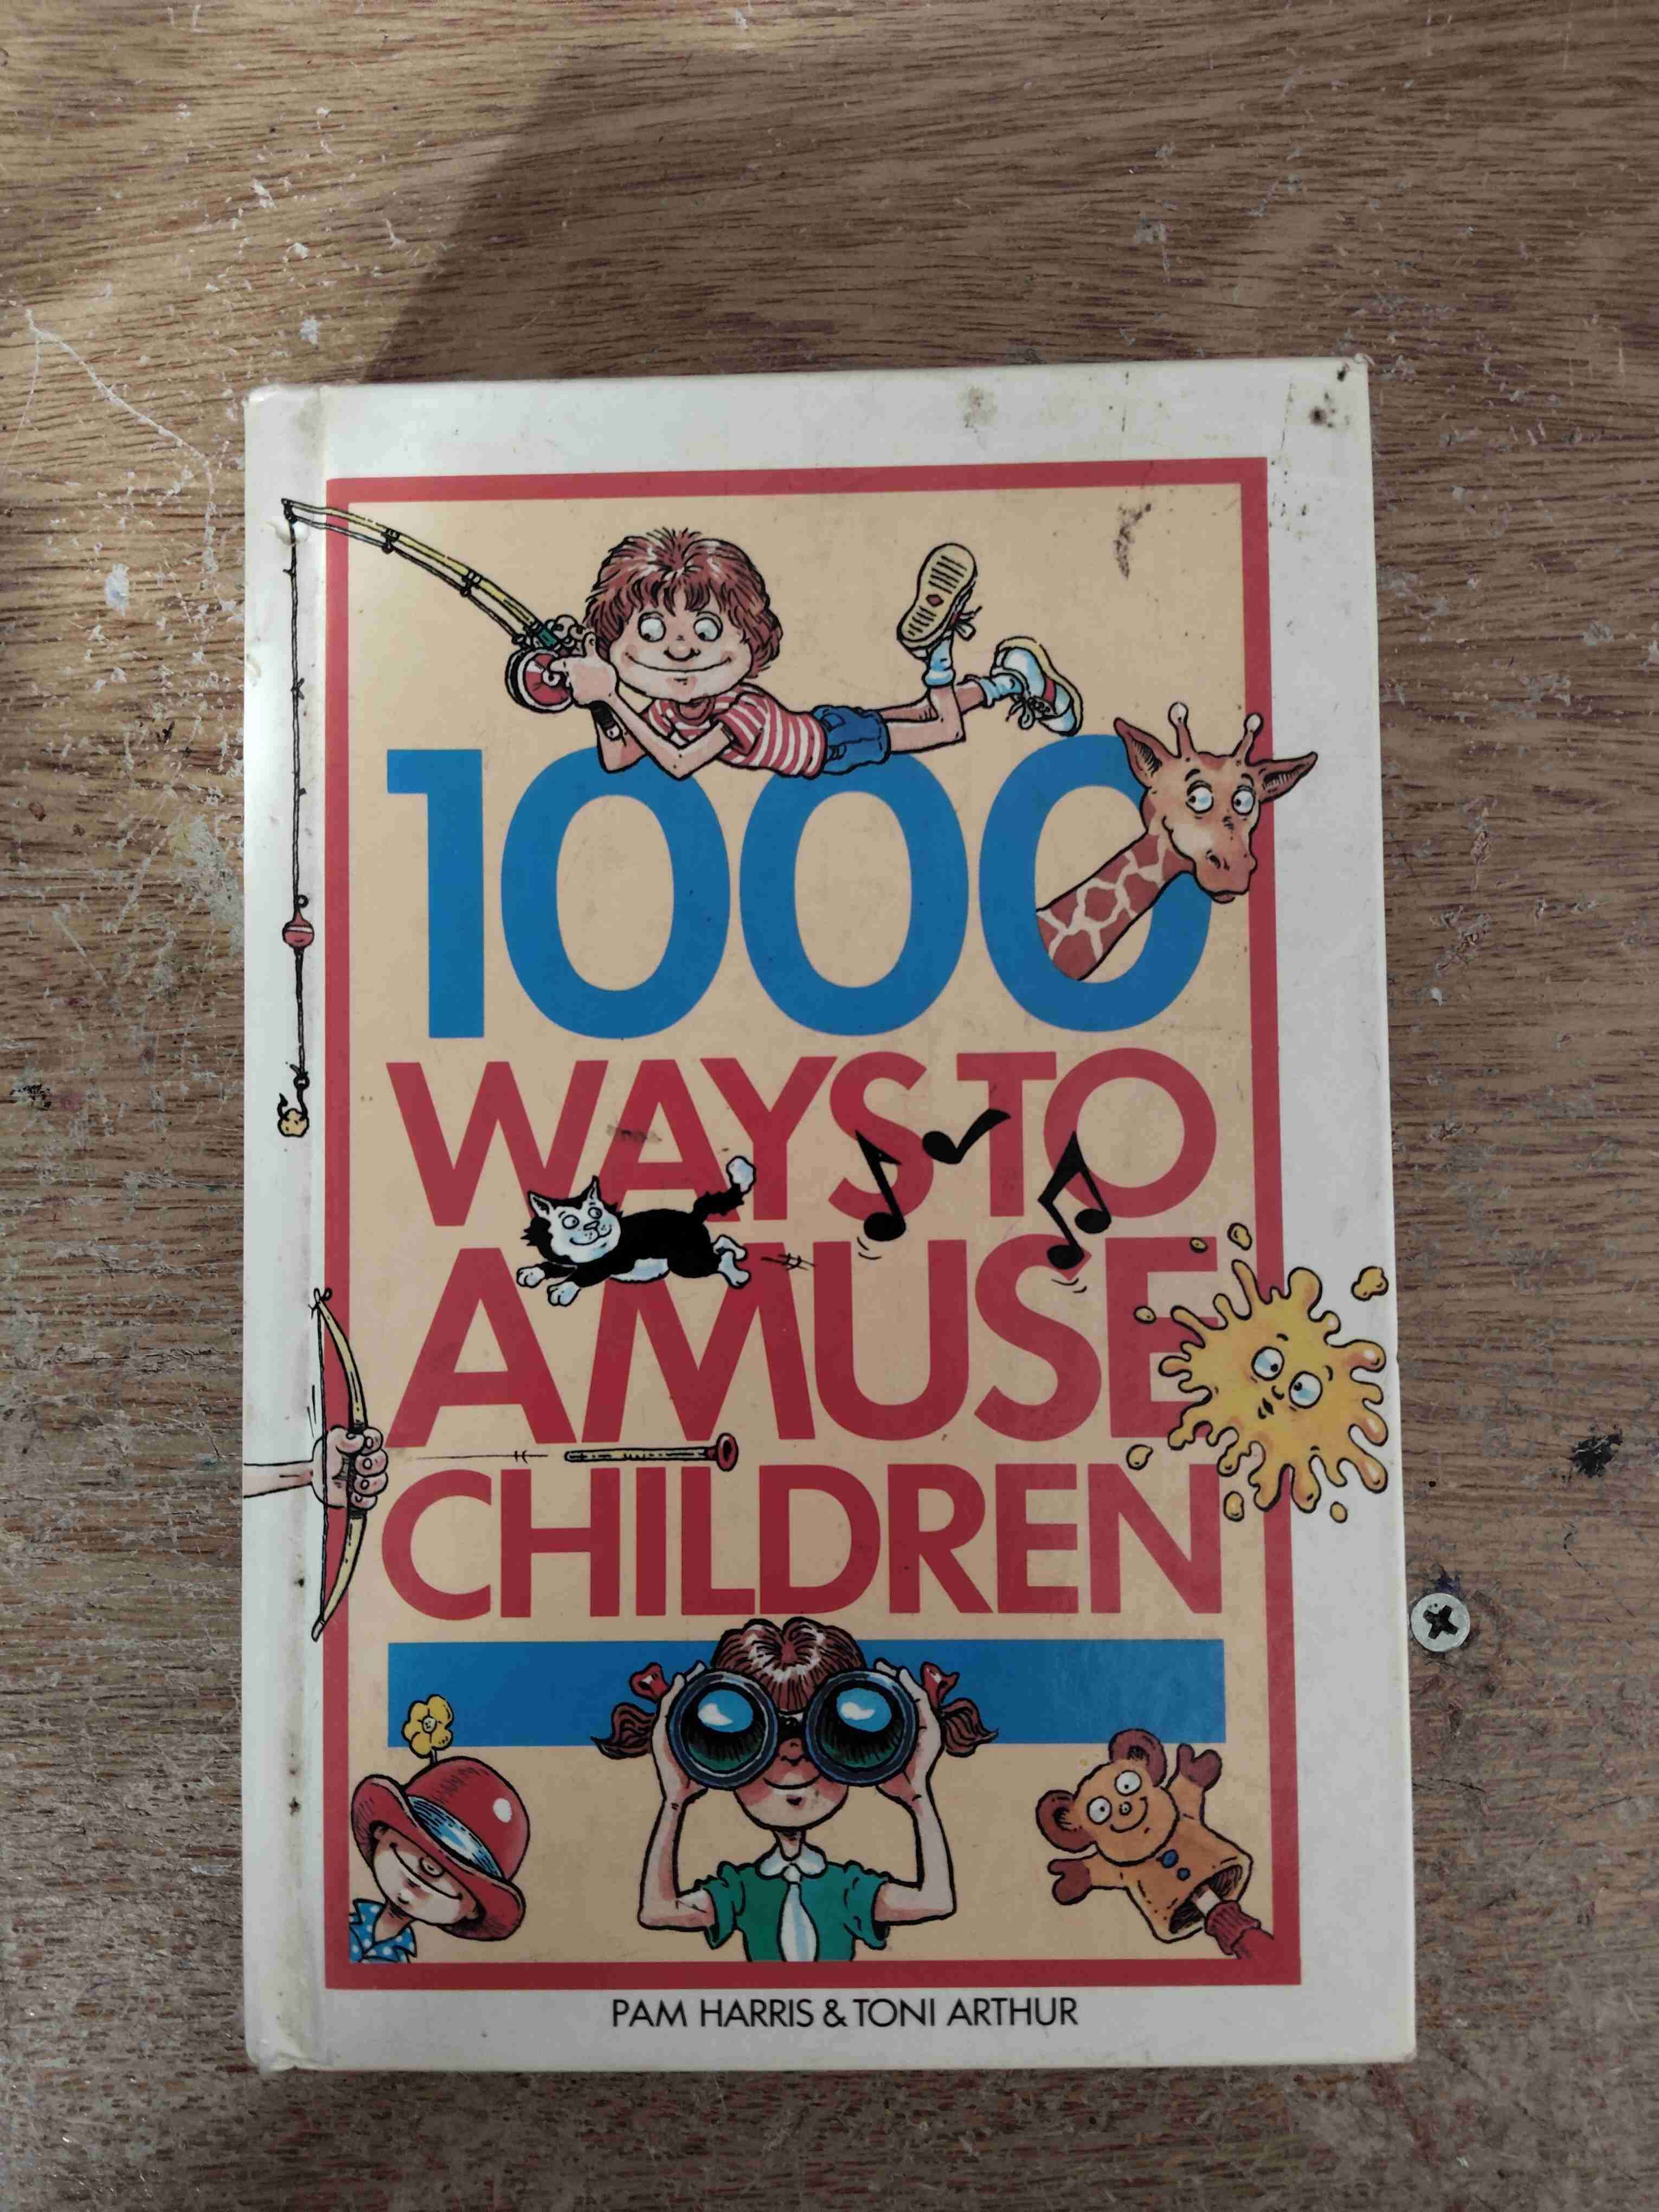 1000
WAYS TO
AMUSE
CHILDREN
PAM HARRIS & TONI ARTHUR